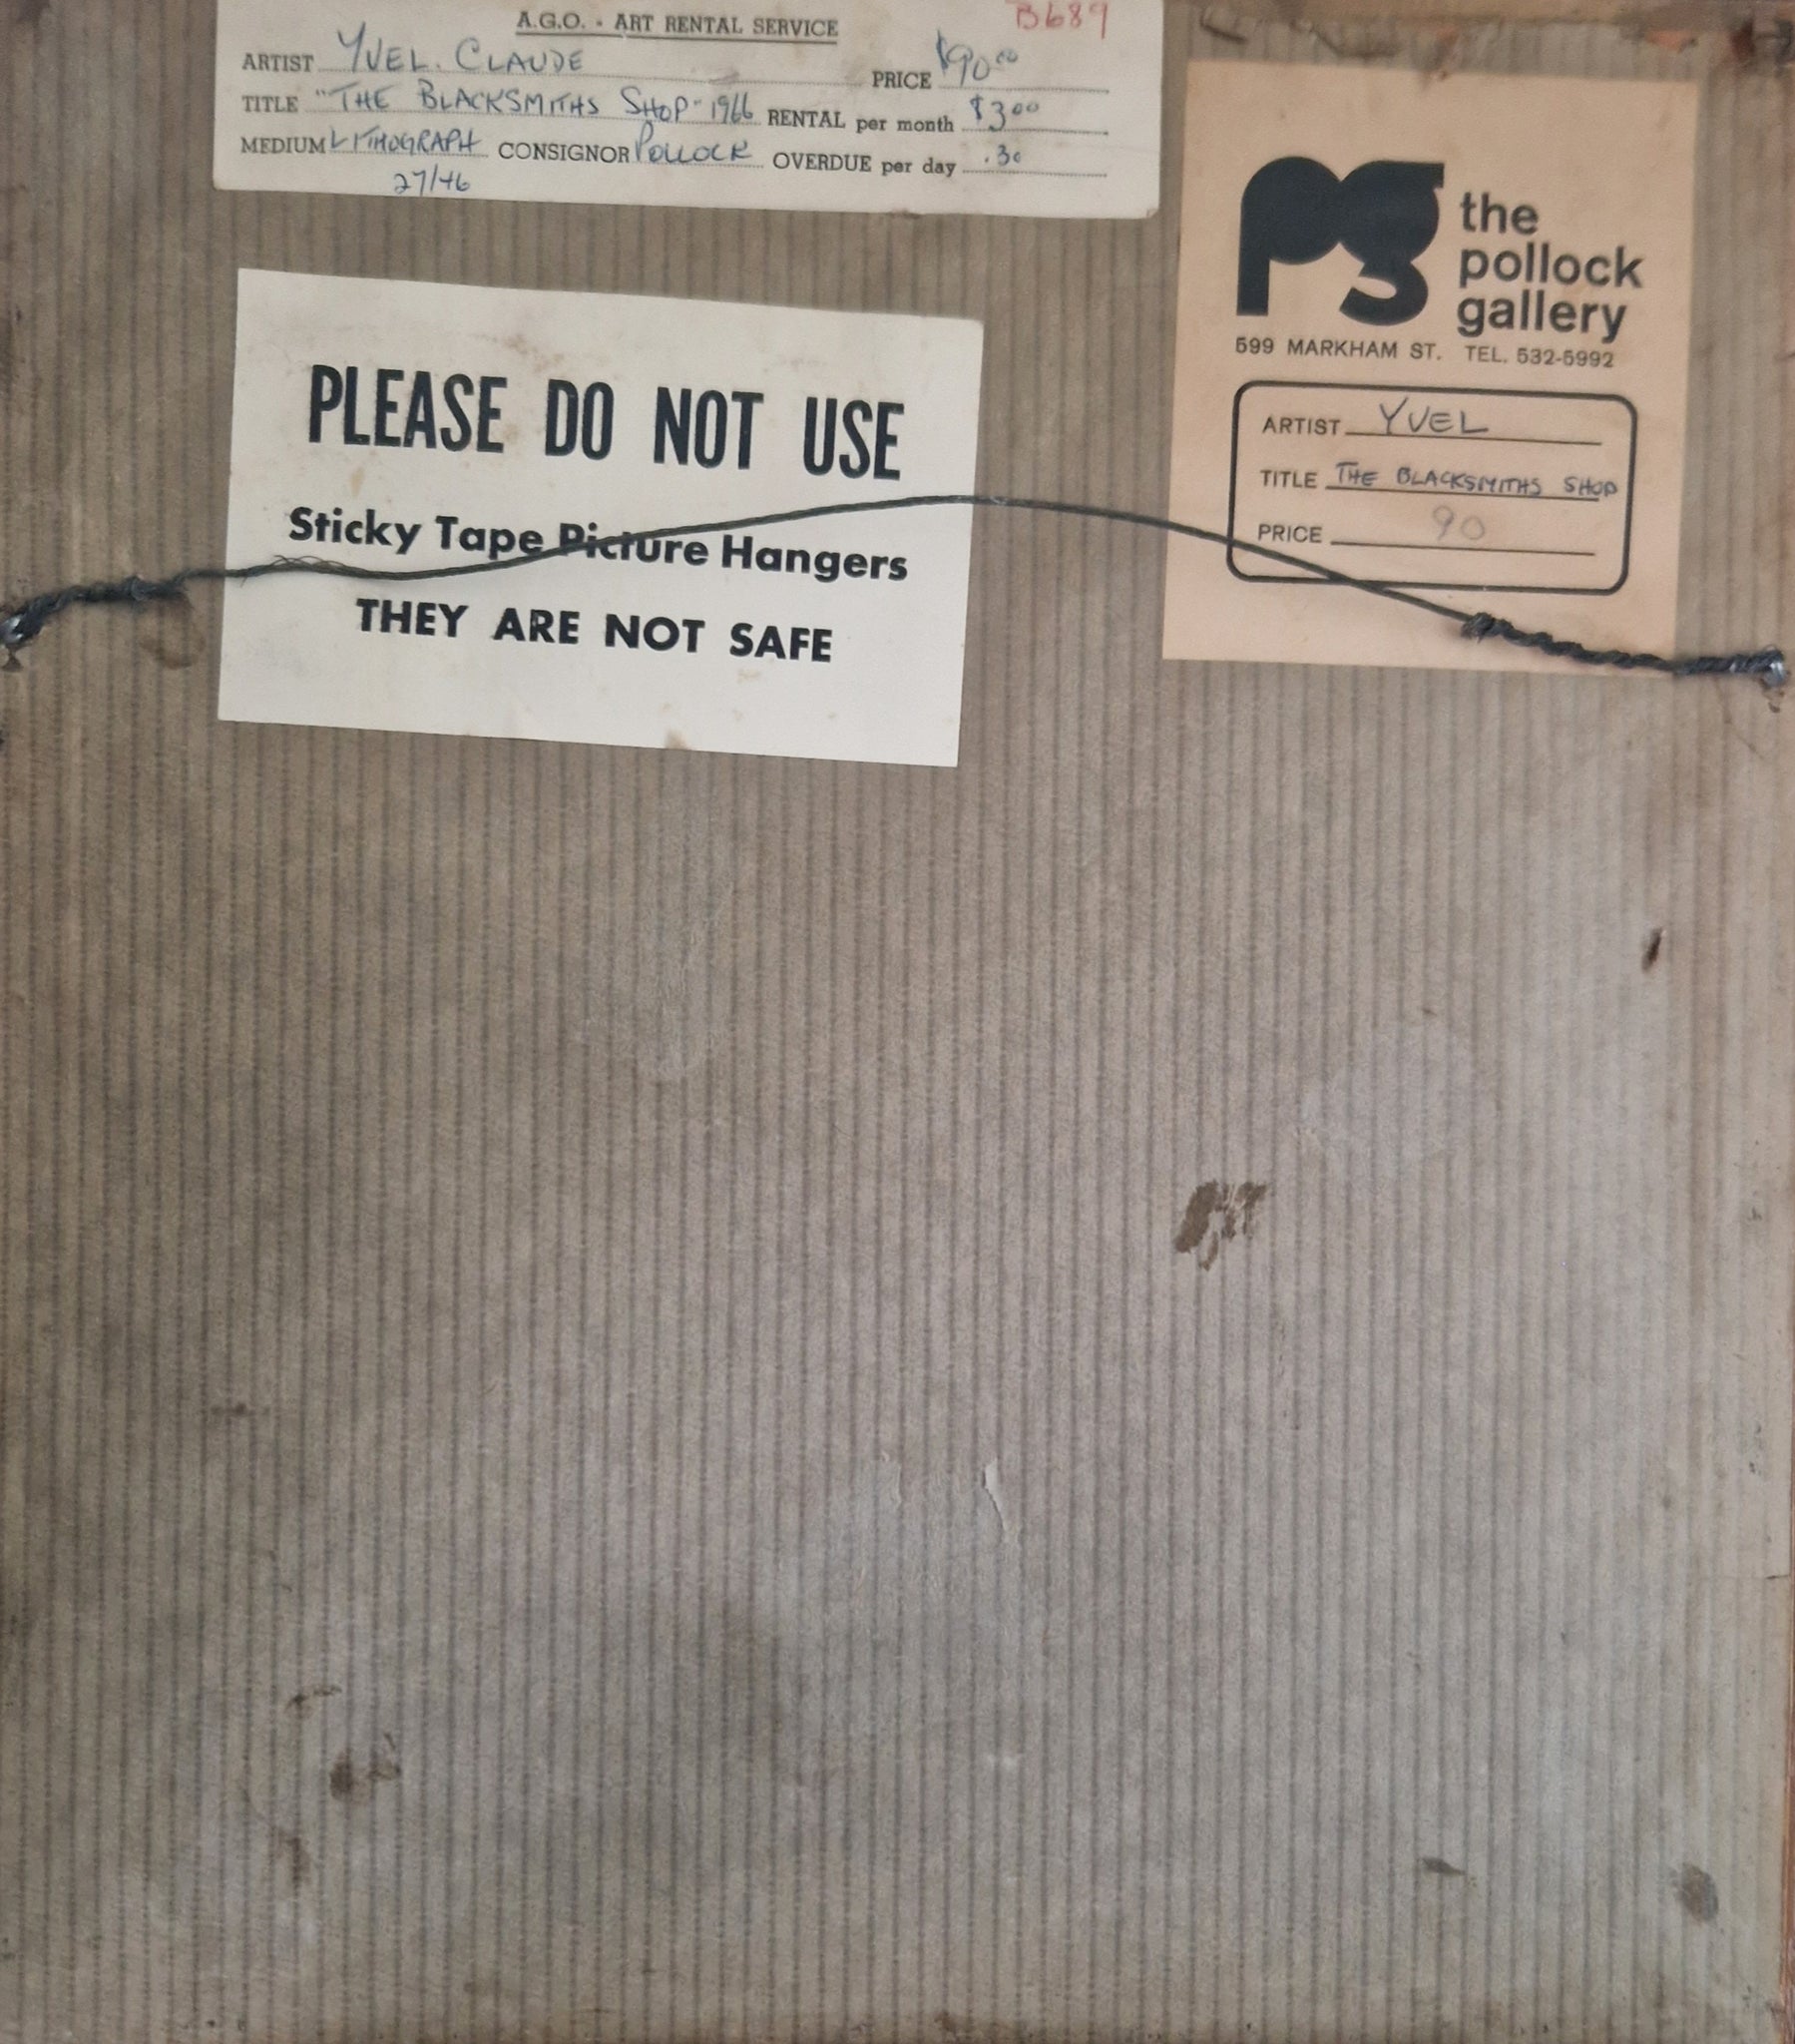 B689
A.G.O. - ART RENTAL SERVICE
ARTIST YVEL. CLAUDE PRICE $90.00
TITLE "THE BLACKSMITHS SHOP" 1966 RENTAL per month $3.00
MEDIUM LITHOGRAPH CONSIGNOR POLLOCK OVERDUE per day .30
27/46
PLEASE DO NOT USE
Sticky Tape Picture Hangers
THEY ARE NOT SAFE
pg
the
pollock
gallery
599 MARKHAM ST. TEL. 532-5992
ARTIST YVEL
TITLE THE BLACKSMITHS SHOP
PRICE 90